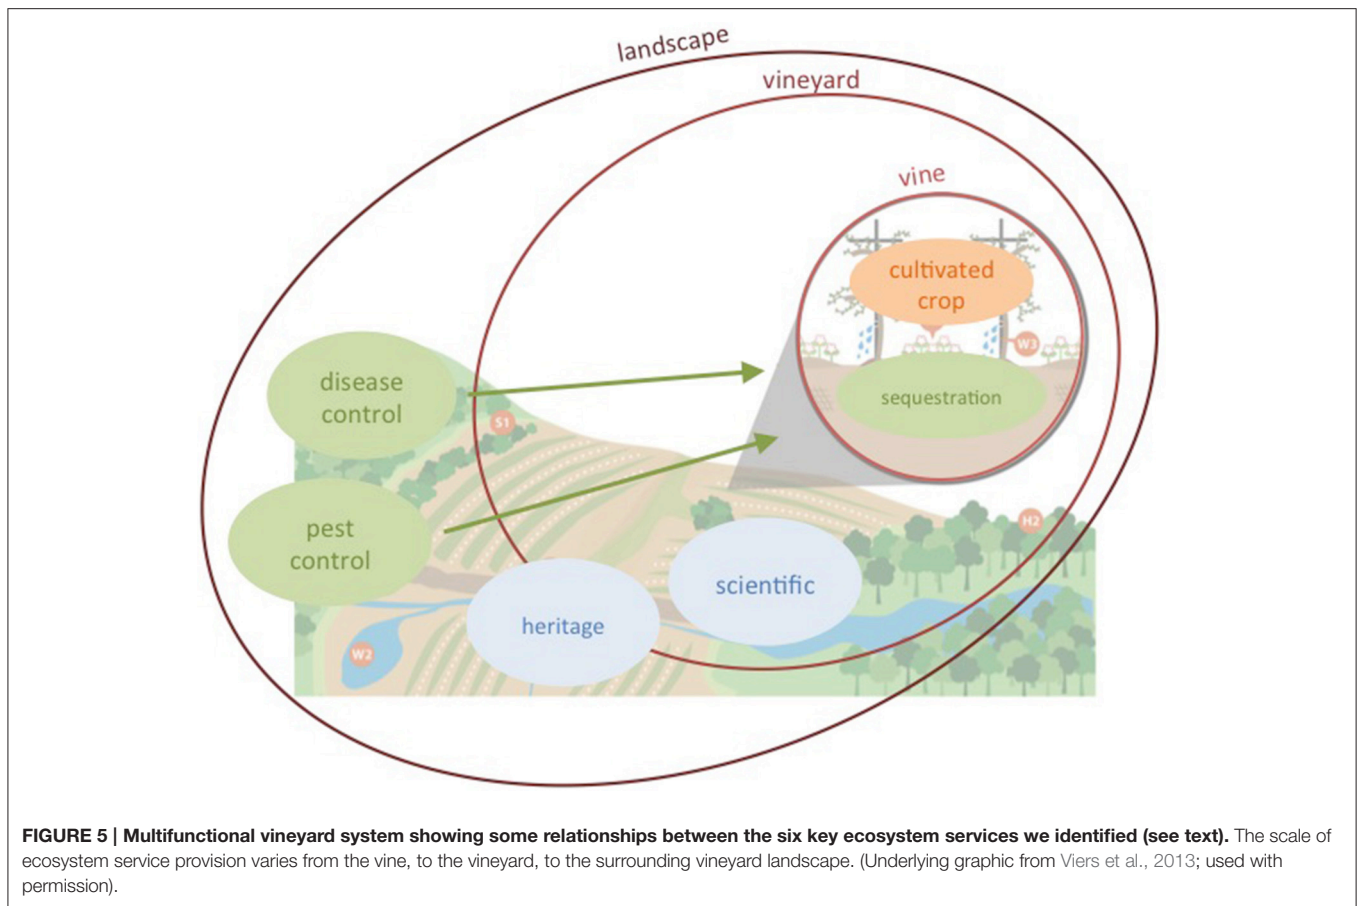 landscape
vineyard
vine
cultivated
crop
W3
sequestration
disease
control
S1
pest
control
H2
scientific
heritage
W2
FIGURE 5 | Multifunctional vineyard system showing some relationships between the six key ecosystem services we identified (see text). The scale of
ecosystem service provision varies from the vine, to the vineyard, to the surrounding vineyard landscape. (Underlying graphic from Viers et al., 2013; used with
permission).